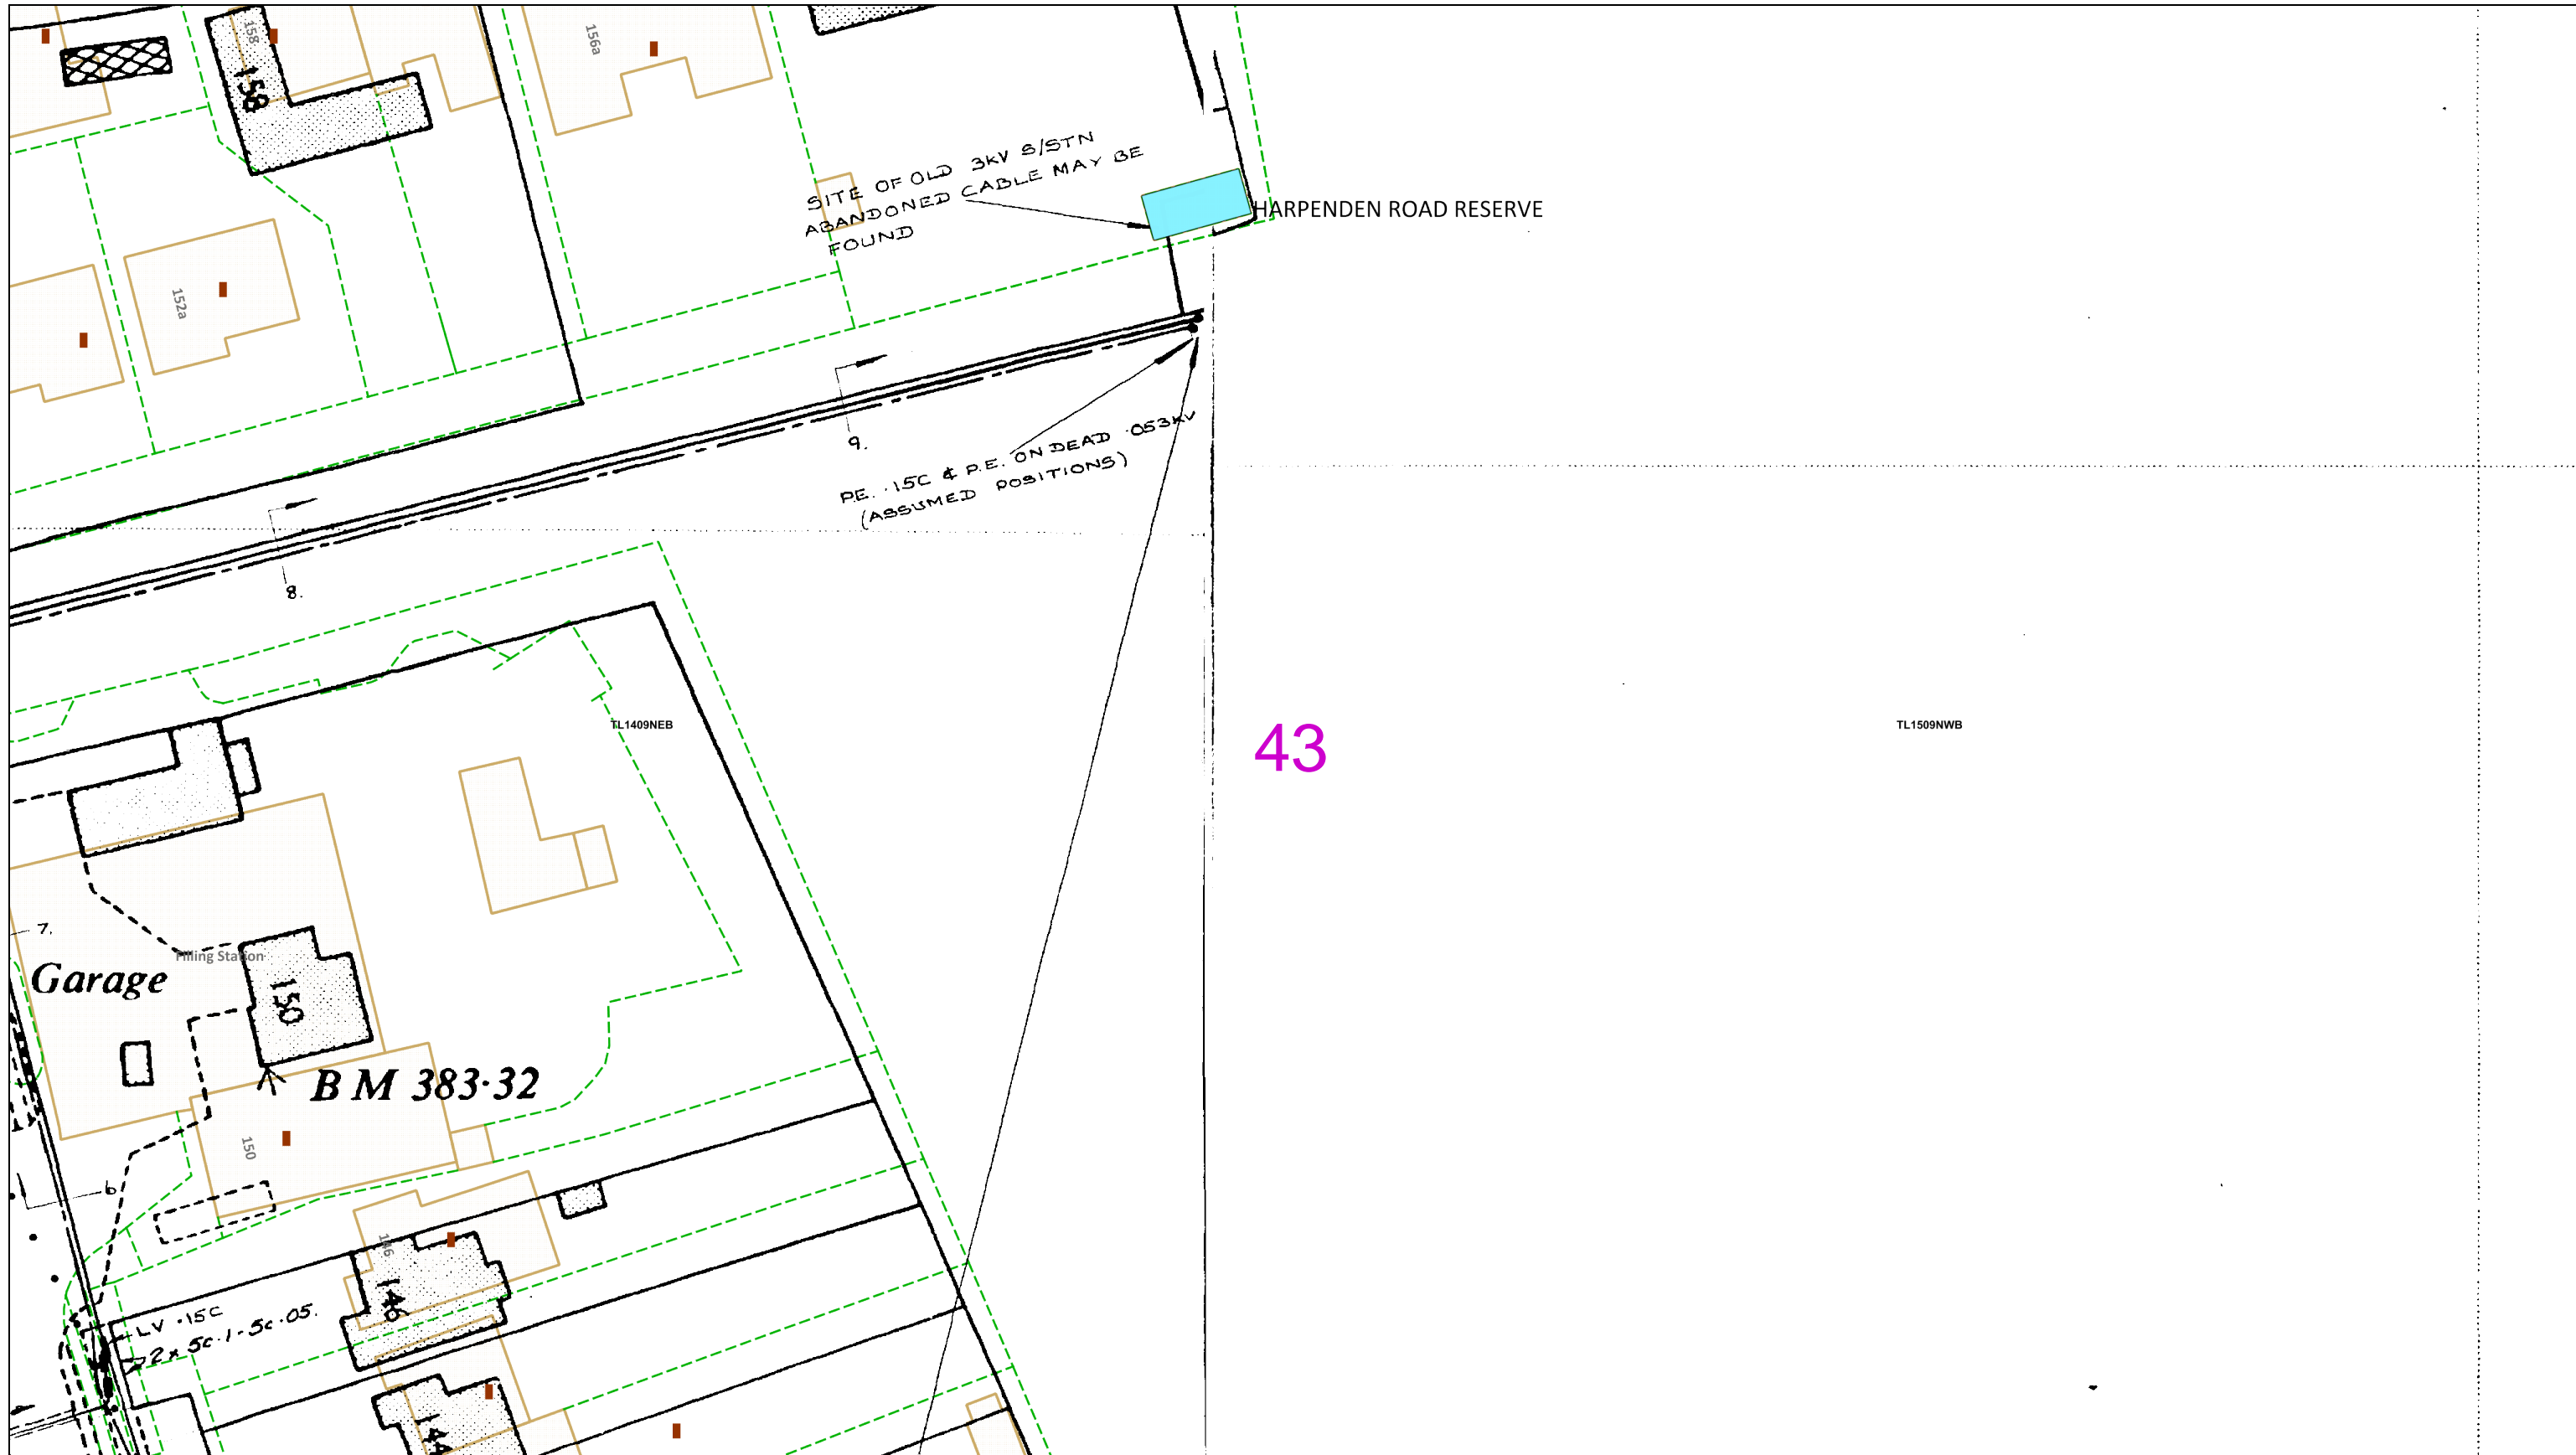 158
158
156a
SITE OF OLD 3KV S/STN
ABANDONED CABLE MAY BE
FOUND
HARPENDEN ROAD RESERVE
152a
9.
P.E. .15C & P.E. ON DEAD .053KV
(ASSUMED POSITIONS)
8.
TL1409NEB
43
TL1509NWB
7.
Filling Station
Garage
150
B M 383·32
150
6.
146
146
LV .15C
2 x 5c.1 - 5c.05.
144